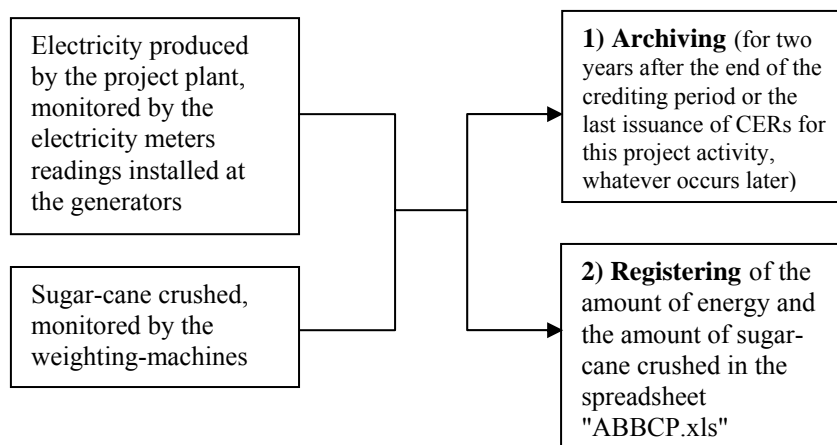 Electricity produced
by the project plant,
monitored by the
electricity meters
readings installed at
the generators
Sugar-cane crushed,
monitored by the
weighting-machines
1) Archiving (for two
years after the end of the
crediting period or the
last issuance of CERs for
this project activity,
whatever occurs later)
2) Registering of the
amount of energy and
the amount of sugar-
cane crushed in the
spreadsheet
"ABBCP.xls"